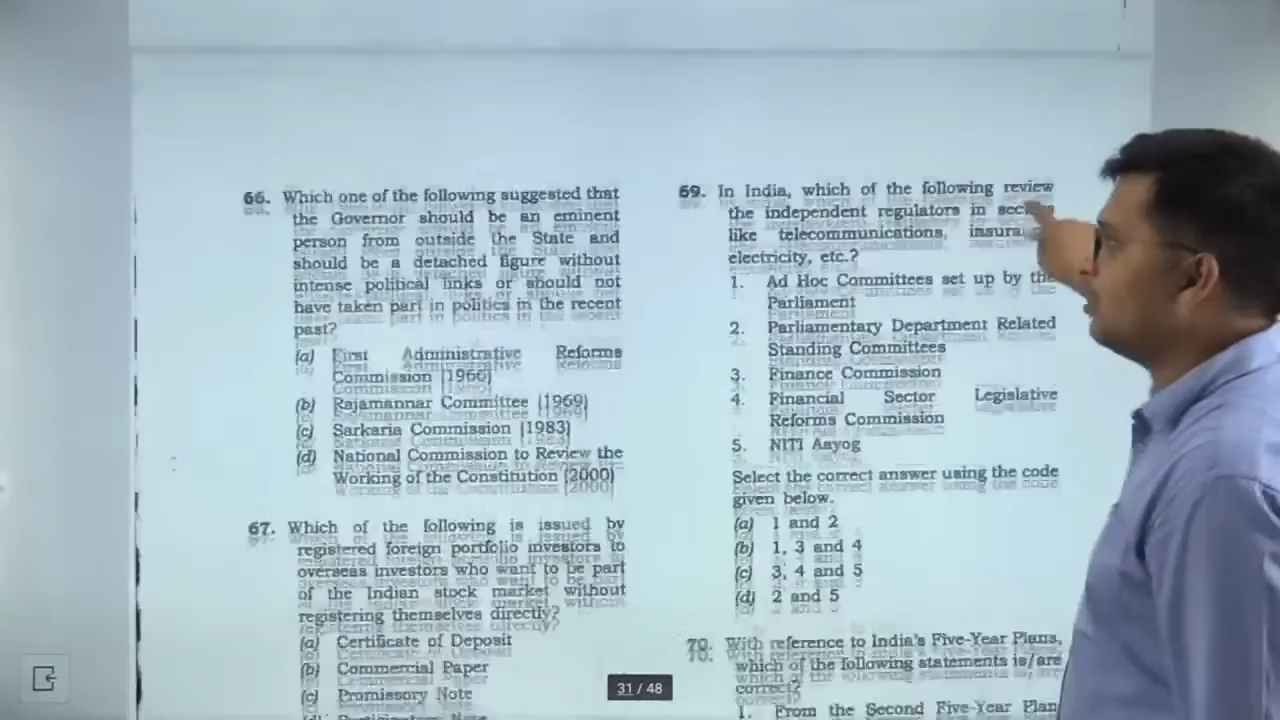 66. Which one of the following suggested that
the Governor should be an eminent
person from outside the State and
should be a detached figure without
intense political links or should not
have taken part in politics in the recent
past?
(a) First Administrative Reforms
Commission (1966)
(b) Rajamannar Committee (1969)
(c) Sarkaria Commission (1983)
(d) National Commission to Review the
Working of the Constitution (2000)
67. Which of the following is issued by
registered foreign portfolio investors to
overseas investors who want to be part
of the Indian stock market without
registering themselves directly?
(a) Certificate of Deposit
(b) Commercial Paper
(c) Promissory Note
69. In India, which of the following review
the independent regulators in
like telecommunications,
electricity, etc.?
1. Ad Hoc Committees set up by the
Parliament
2. Parliamentary Department Related
Standing Committees
3. Finance Commission
4. Financial Sector Legislative
Reforms Commission
5. NITI Aayog
Select the correct answer using the code
given below.
(a) 1 and 2
(b) 1, 3 and 4
(c) 3, 4 and 5
(d) 2 and 5
70. With reference to India's Five-Year Plans,
which of the following statements is/are
correct?
1. From the Second Five-Year Plan
31 / 48